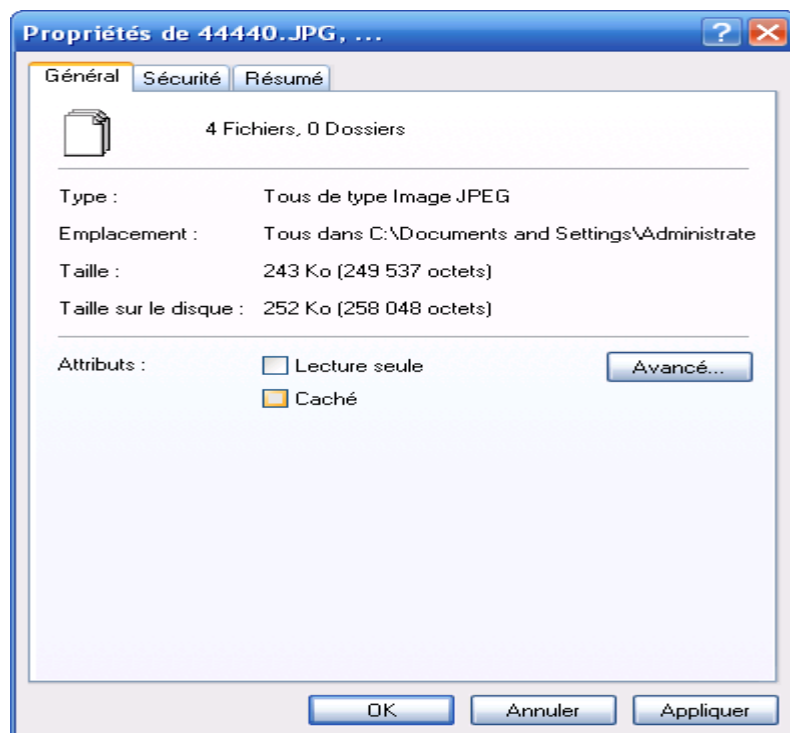 Propriétés de 44440.JPG, ...
Général Sécurité Résumé
4 Fichiers, 0 Dossiers
Type : Tous de type Image JPEG
Emplacement : Tous dans C:\Documents and Settings\Administrate
Taille : 243 Ko (249 537 octets)
Taille sur le disque : 252 Ko (258 048 octets)
Attributs : Lecture seule Avancé...
Caché
OK Annuler Appliquer